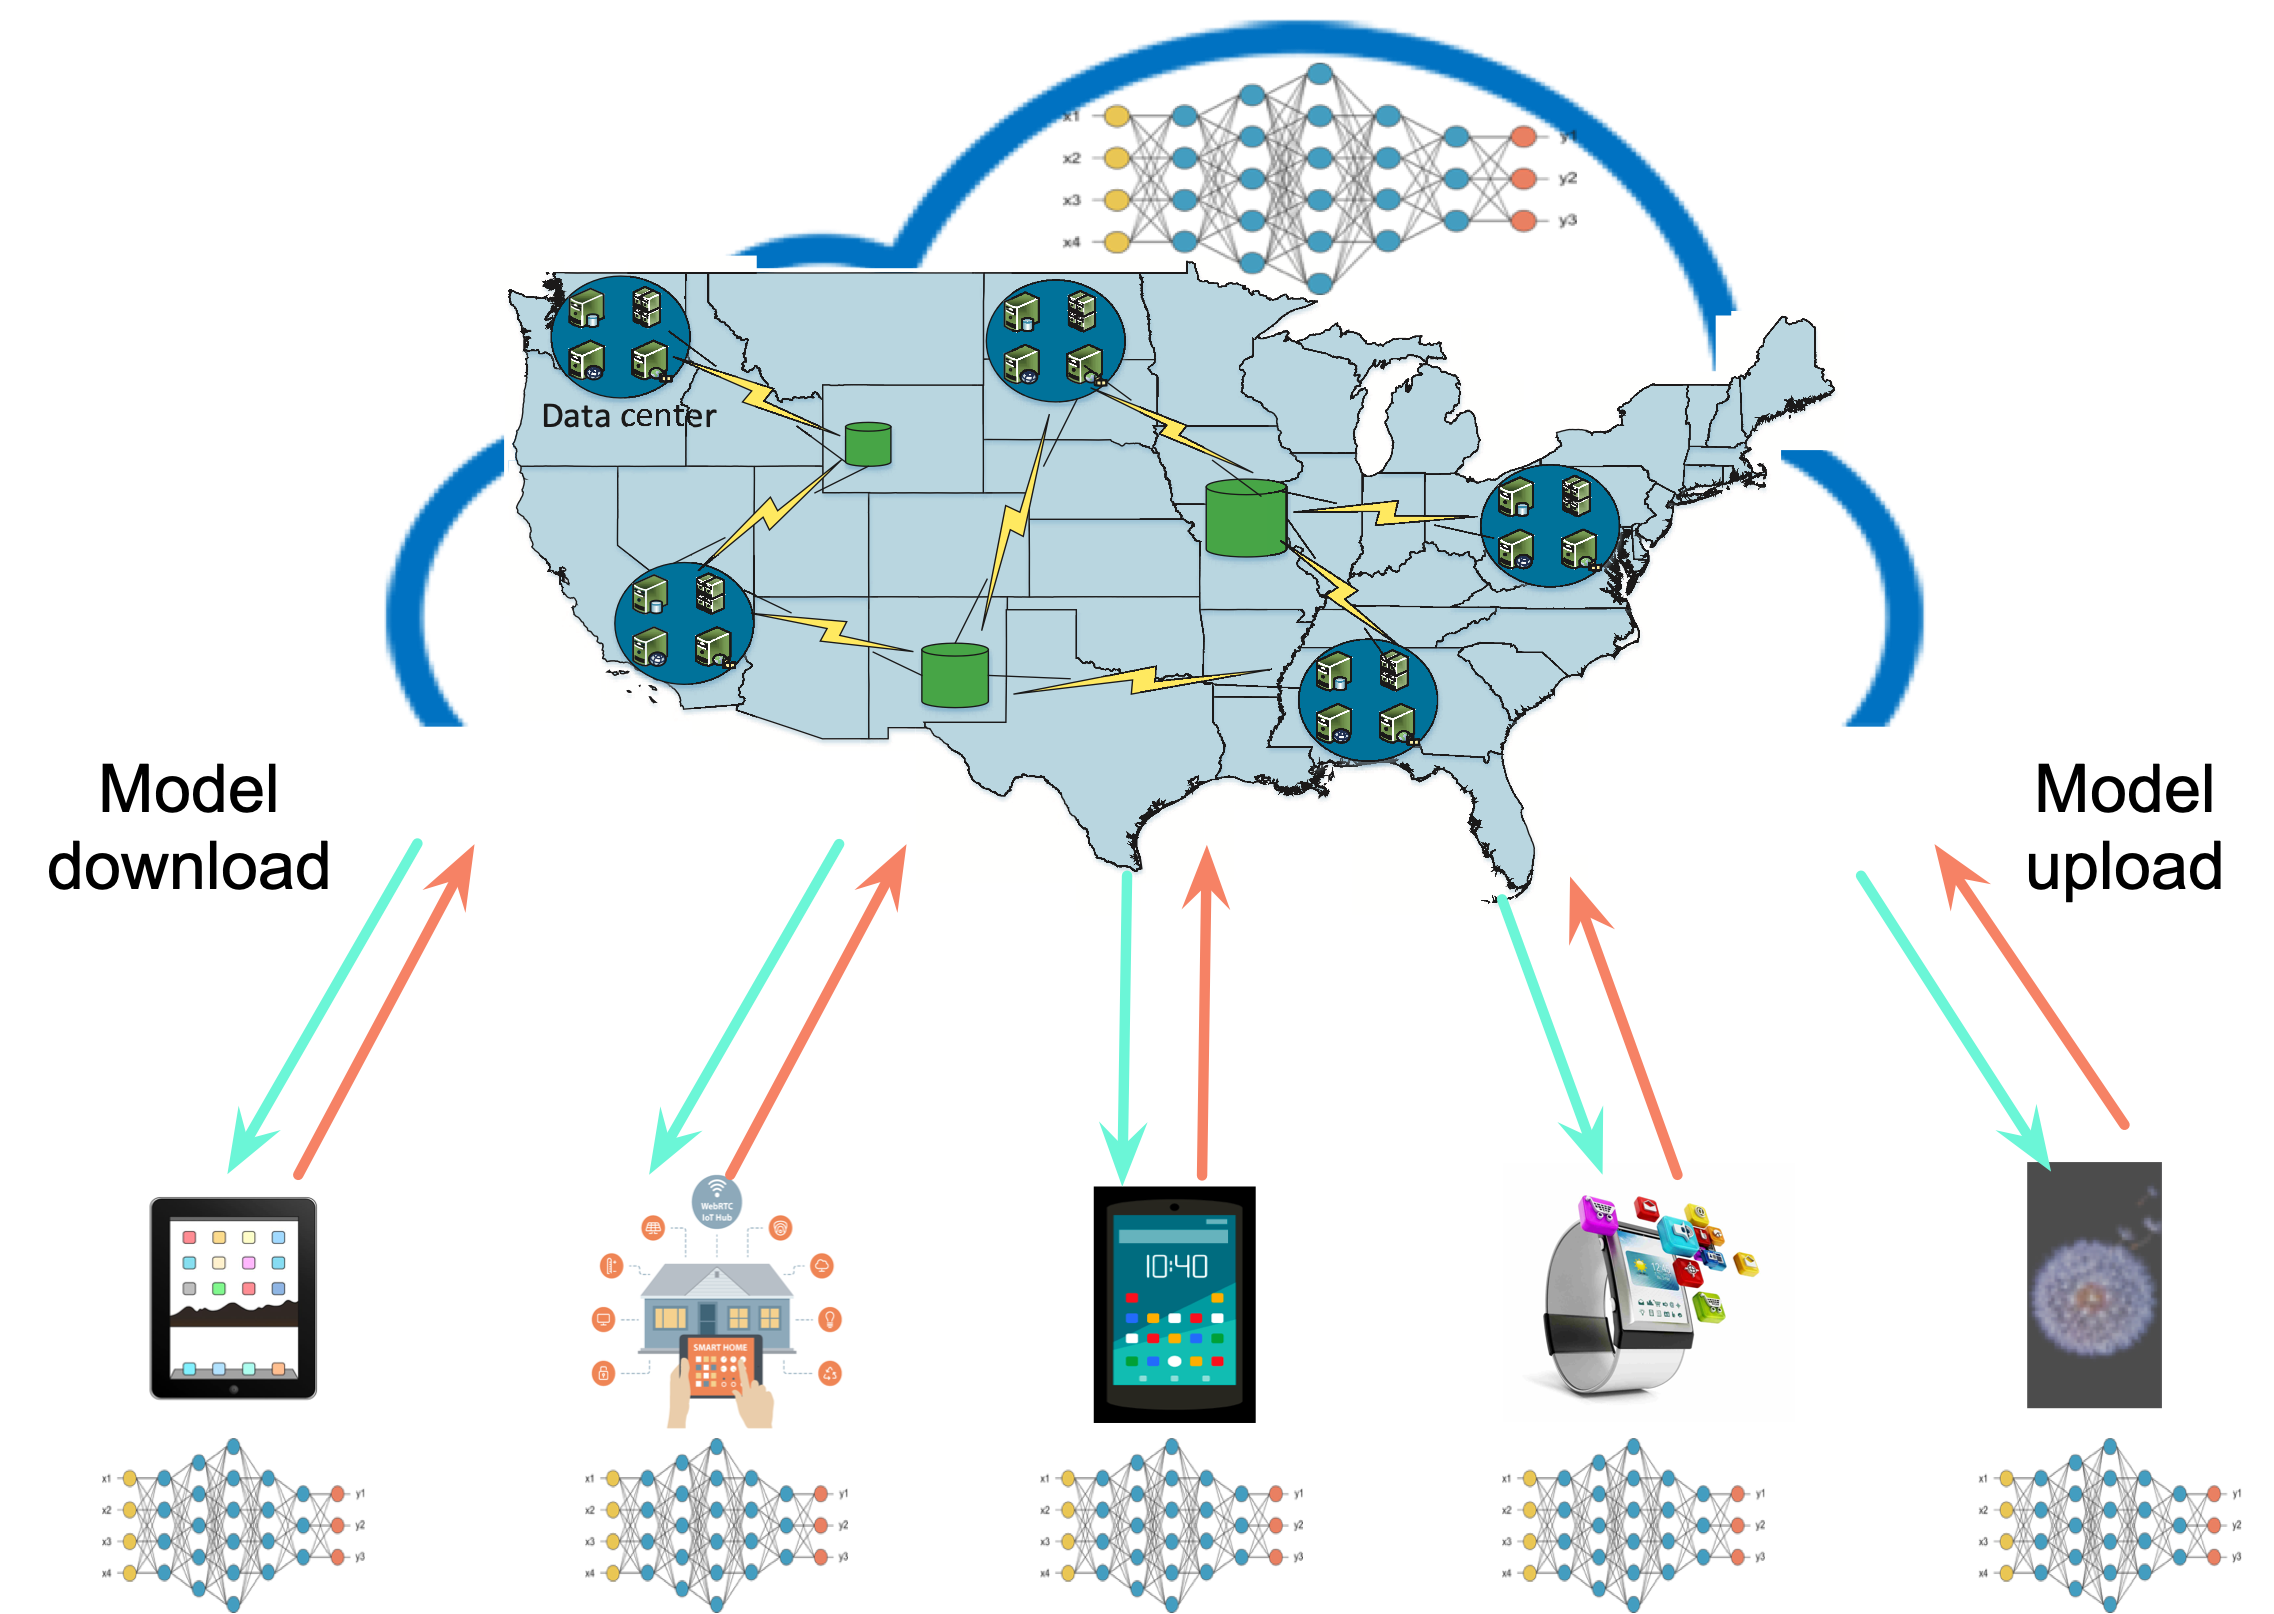 x1
x2
x3
x4
y1
y2
y3
Data center
Model
download
Model
upload
WebRTC
IoT Hub
SMART HOME
10:40
x1
x2
x3
x4
y1
y2
y3
x1
x2
x3
x4
y1
y2
y3
x1
x2
x3
x4
y1
y2
y3
x1
x2
x3
x4
y1
y2
y3
x1
x2
x3
x4
y1
y2
y3